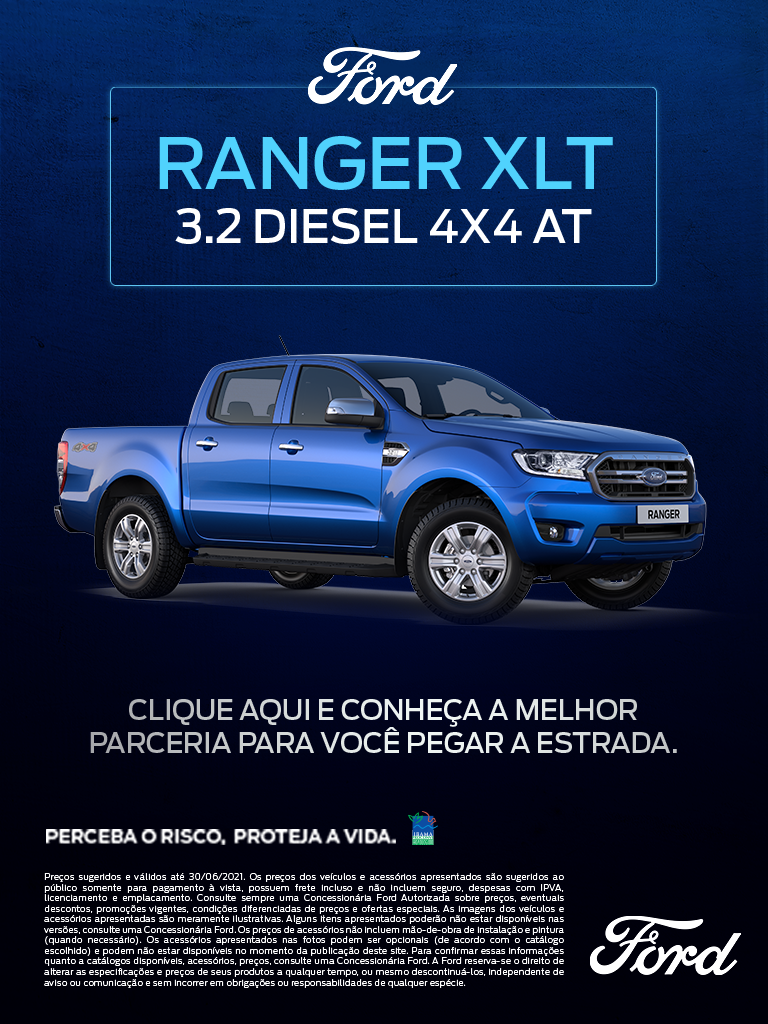 Ford
RANGER XLT
3.2 DIESEL 4X4 AT
4x4
Ford
RANGER
CLIQUE AQUI E CONHEÇA A MELHOR
PARCERIA PARA VOCÊ PEGAR A ESTRADA.
PERCEBA O RISCO, PROTEJA A VIDA.
IBAMA
Preços sugeridos e válidos até 30/06/2021. Os preços dos veículos e acessórios apresentados são sugeridos ao
público somente para pagamento à vista, possuem frete incluso e não incluem seguro, despesas com IPVA,
licenciamento e emplacamento. Consulte sempre uma Concessionária Ford Autorizada sobre preços, eventuais
descontos, promoções vigentes, condições diferenciadas de preços e ofertas especiais. As imagens dos veículos e
acessórios apresentadas são meramente ilustrativas. Alguns itens apresentados poderão não estar disponíveis nas
versões, consulte uma Concessionária Ford. Os preços de acessórios não incluem mão-de-obra de instalação e pintura
(quando necessário). Os acessórios apresentados nas fotos podem ser opcionais (de acordo com o catálogo
escolhido) e podem não estar disponíveis no momento da publicação deste site. Para confirmar essas informações
quanto a catálogos disponíveis, acessórios, preços, consulte uma Concessionária Ford. A Ford reserva-se o direito de
alterar as especificações e preços de seus produtos a qualquer tempo, ou mesmo descontinuá-los, independente de
aviso ou comunicação e sem incorrer em obrigações ou responsabilidades de qualquer espécie.
Ford